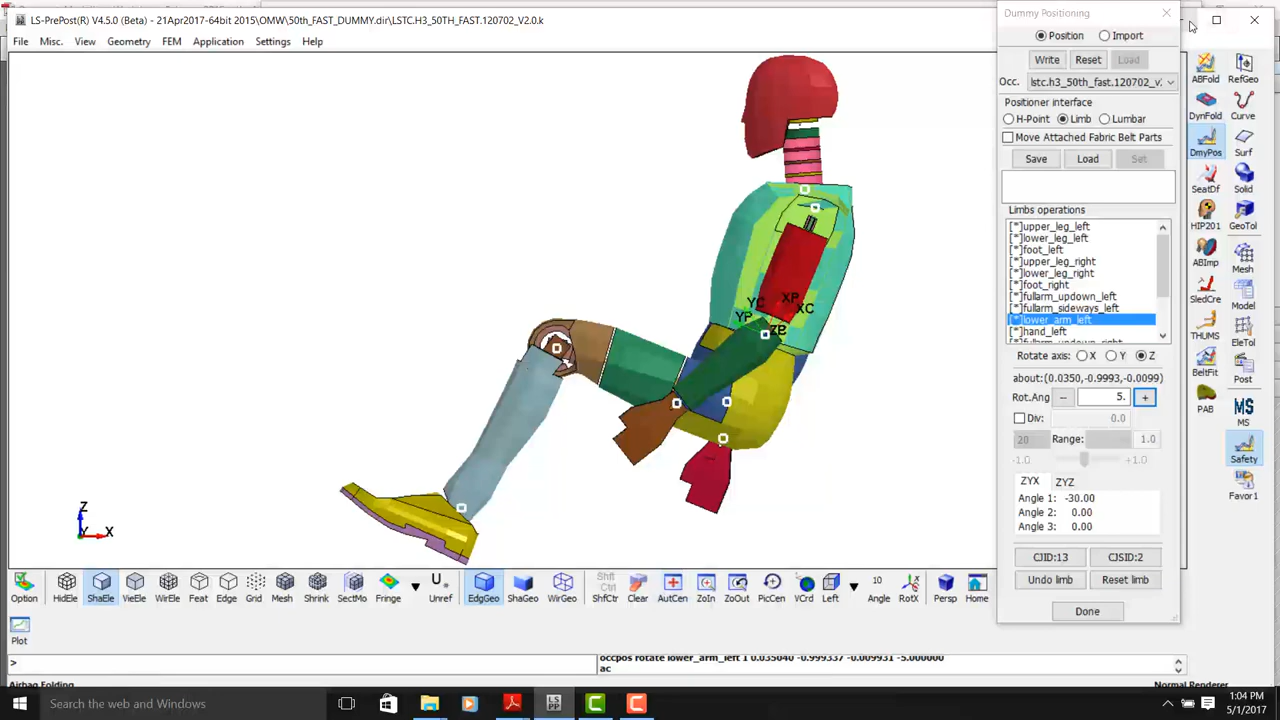 LS-PrePost(R) V4.5.0 (Beta) - 21Apr2017-64bit 2015\OMW\50th_FAST_DUMMY.dir\LSTC.H3_50TH_FAST.120702_V2.0.k
File Misc. View Geometry FEM Application Settings Help
Dummy Positioning
Position Import
Write Reset Load
Occ. lstc.h3_50th_fast.120702_v2
Positioner interface
H-Point Limb Lumbar
Move Attached Fabric Belt Parts
Save Load Set
Limbs operations
[*]upper_leg_left
[*]lower_leg_left
[*]foot_left
[*]upper_leg_right
[*]lower_leg_right
[*]foot_right
[*]fullarm_updown_left
[*]fullarm_sideways_left
[*]lower_arm_left
[*]hand_left
[*]fullarm_updown_right
Rotate axis: X Y Z
about:(0.0350, -0.9993, -0.0099)
Rot.Ang -- 5. +
Div: 0.0
20 Range: 1.0
-1.0 +1.0
ZYX ZYZ
Angle 1: -30.00
Angle 2: 0.00
Angle 3: 0.00
CJID:13 CJSID:2
Undo limb Reset limb
Done
ABFold RefGeo
DynFold Curve
DmyPos Surf
SeatDf Solid
HIP201 GeoTol
ABImp Mesh
SledCre Model
THUMS Element
BeltFit Post
PAB MS
Safety
Favor1
YC XP
YP XC
Z
Y X
Option HidEle ShaEle VieEle WirEle Feat Edge Grid Mesh Shrink SectMo Fringe Unref EdgGeo ShaGeo WirGeo ShfCtr Clear AutCen ZoIn ZoOut PicCen VCrd Left Angle RotX Persp Home
U..
Shft
Ctrl
10
Plot
>
occpos rotate lower_arm_left 1 0.035040 -0.999337 -0.009931 -5.000000
ac
Airbag Folding
Normal Renderer
Search the web and Windows
LS
PP
1:04 PM
5/1/2017